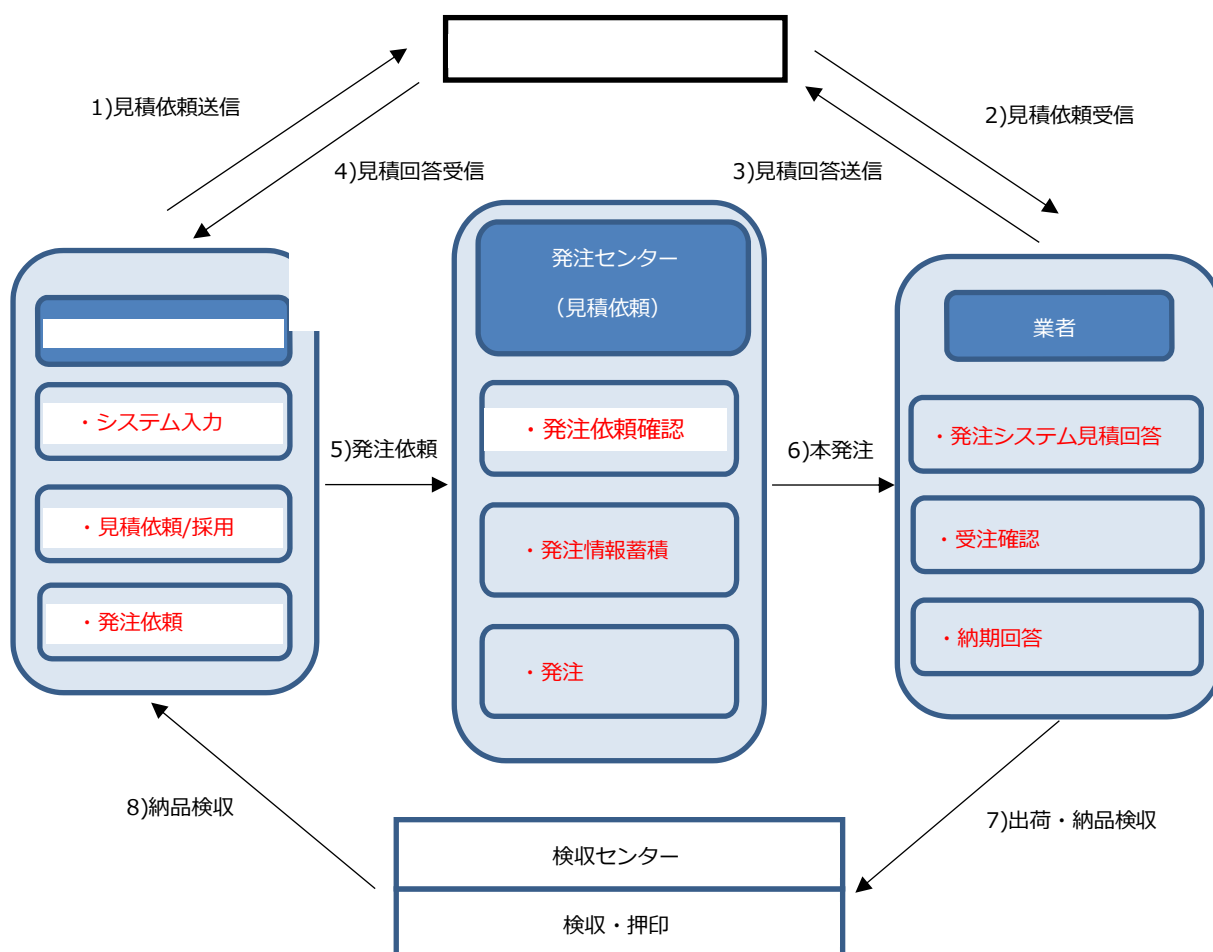 1)見積依頼送信
2)見積依頼受信
4)見積回答受信
3)見積回答送信
発注センター
（見積依頼）
業者
・システム入力
・見積依頼/採用
・発注依頼
5)発注依頼
・発注依頼確認
・発注情報蓄積
・発注
6)本発注
・発注システム見積回答
・受注確認
・納期回答
8)納品検収
7)出荷・納品検収
検収センター
検収・押印